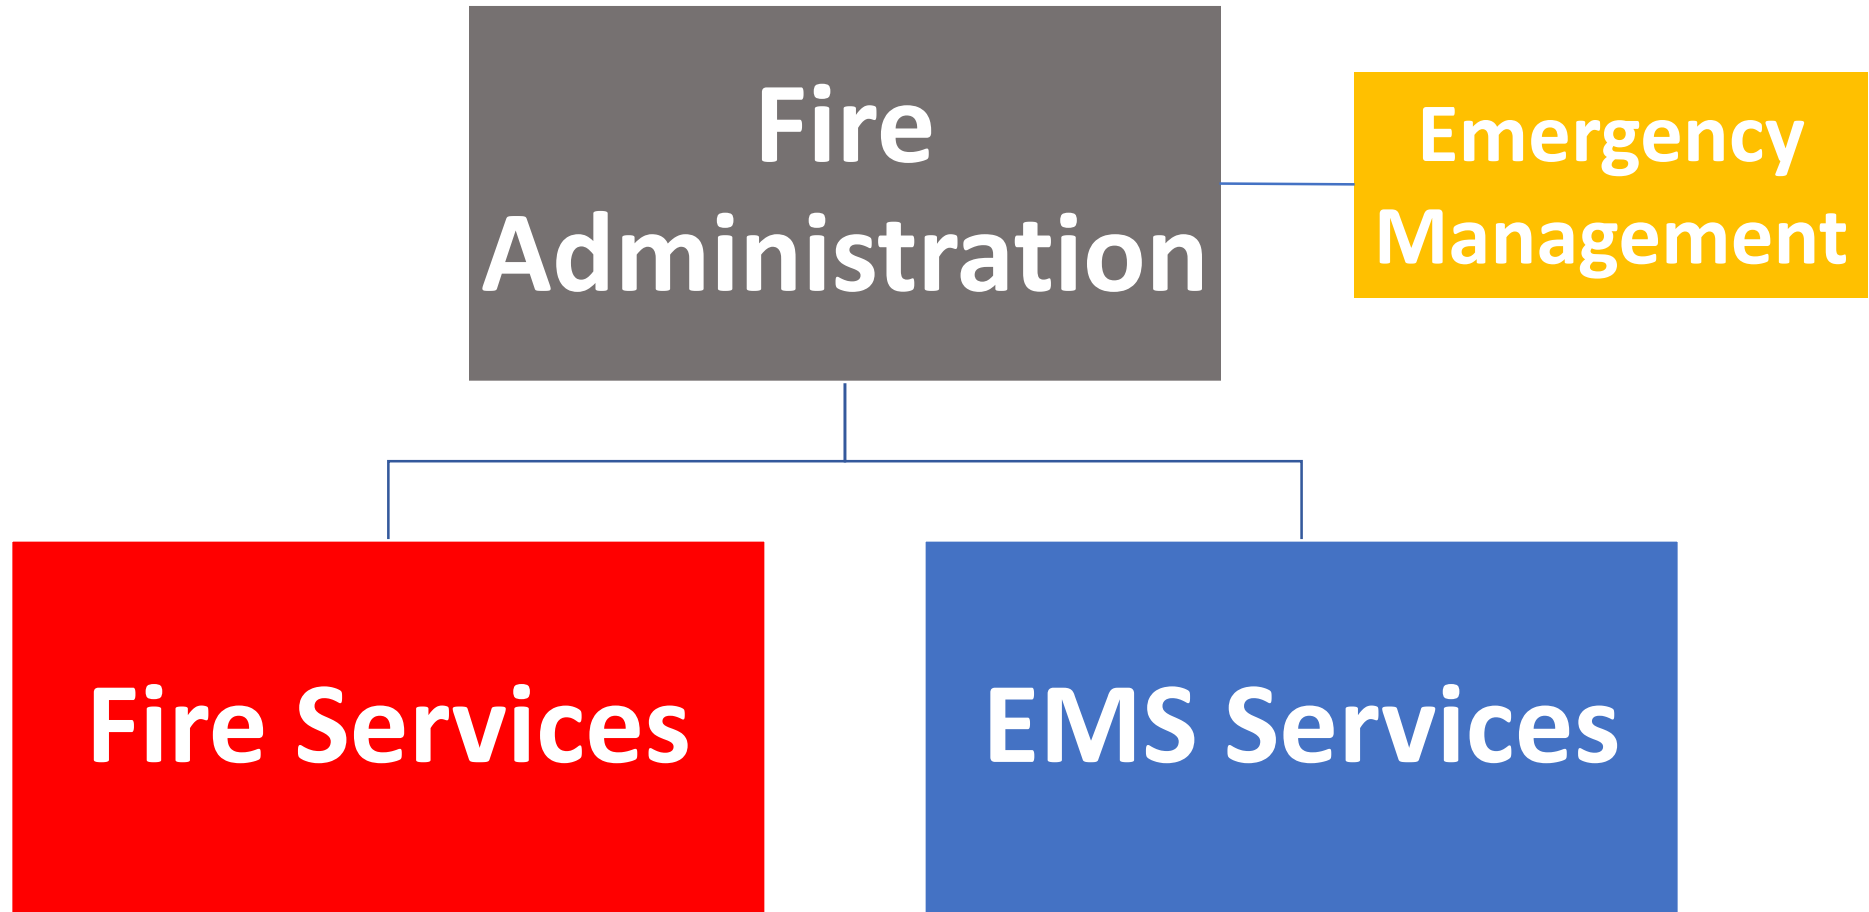 Fire
Administration
Emergency
Management
Fire Services
EMS Services